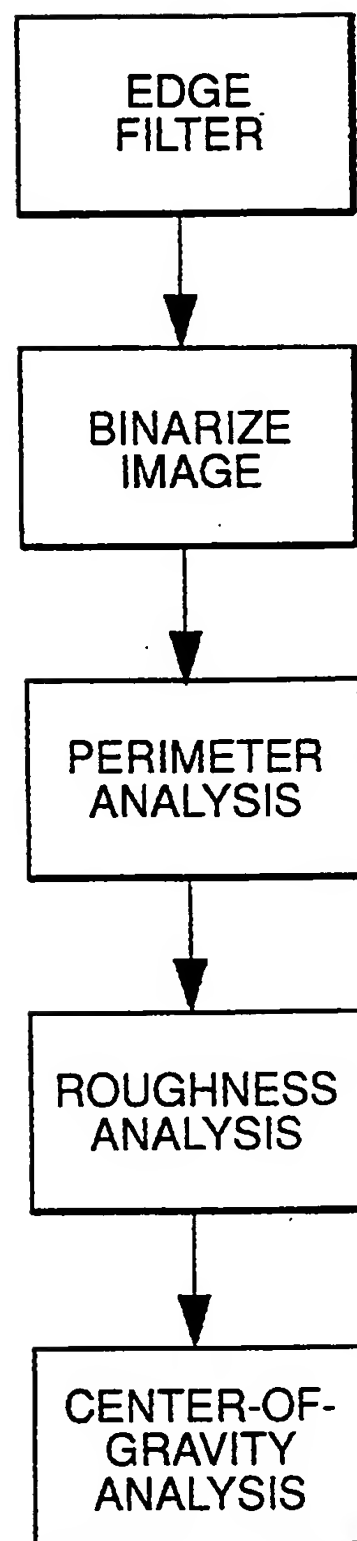 EDGE
FILTER
BINARIZE
IMAGE
PERIMETER
ANALYSIS
ROUGHNESS
ANALYSIS
CENTER-OF-
GRAVITY
ANALYSIS